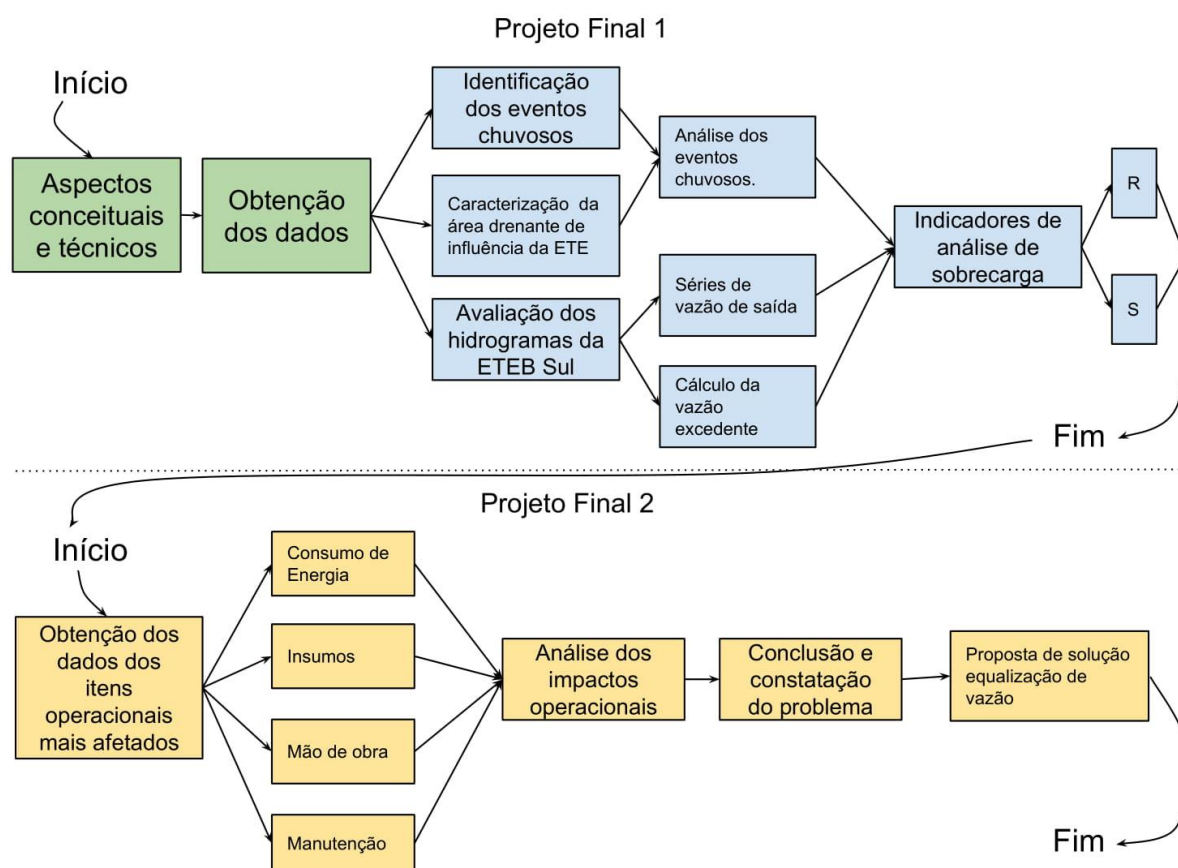 Projeto Final 1
Início
Aspectos
conceituais
e técnicos
Obtenção
dos dados
Identificação
dos eventos
chuvosos
Caracterização da
área drenante de
influência da ETE
Avaliação dos
hidrogramas da
ETEB Sul
Análise dos
eventos
chuvosos.
Séries de
vazão de saída
Cálculo da
vazão
excedente
Indicadores de
análise de
sobrecarga
R
S
Fim
Projeto Final 2
Início
Obtenção dos
dados dos
itens
operacionais
mais afetados
Consumo de
Energia
Insumos
Mão de obra
Manutenção
Análise dos
impactos
operacionais
Conclusão e
constatação
do problema
Proposta de solução
equalização de
vazão
Fim